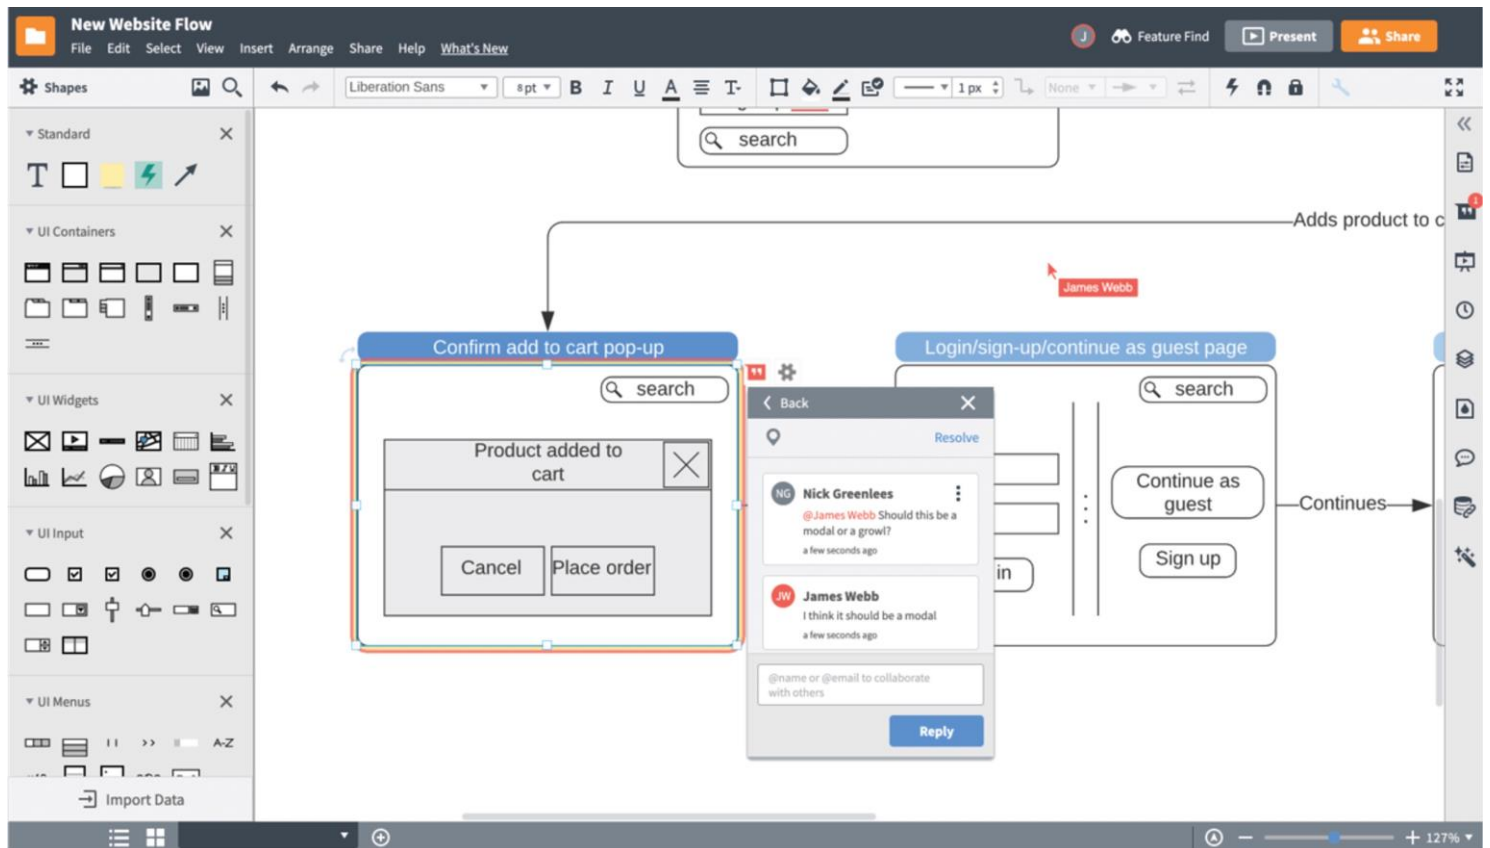 New Website Flow
File Edit Select View Insert Arrange Share Help What's New
J
Feature Find
Present
Share
Shapes
Liberation Sans
8 pt
B I U A T
1 px
None
Standard
T
UI Containers
UI Widgets
UI Input
UI Menus
A-Z
Import Data
search
Adds product to c
1
James Webb
Confirm add to cart pop-up
search
Product added to
cart
Cancel
Place order
Back
Resolve
NG
Nick Greenlees
@James Webb Should this be a
modal or a growl?
a few seconds ago
JW
James Webb
I think it should be a modal
a few seconds ago
@name or @email to collaborate
with others
Reply
Login/sign-up/continue as guest page
search
in
Continue as
guest
Sign up
Continues
127%